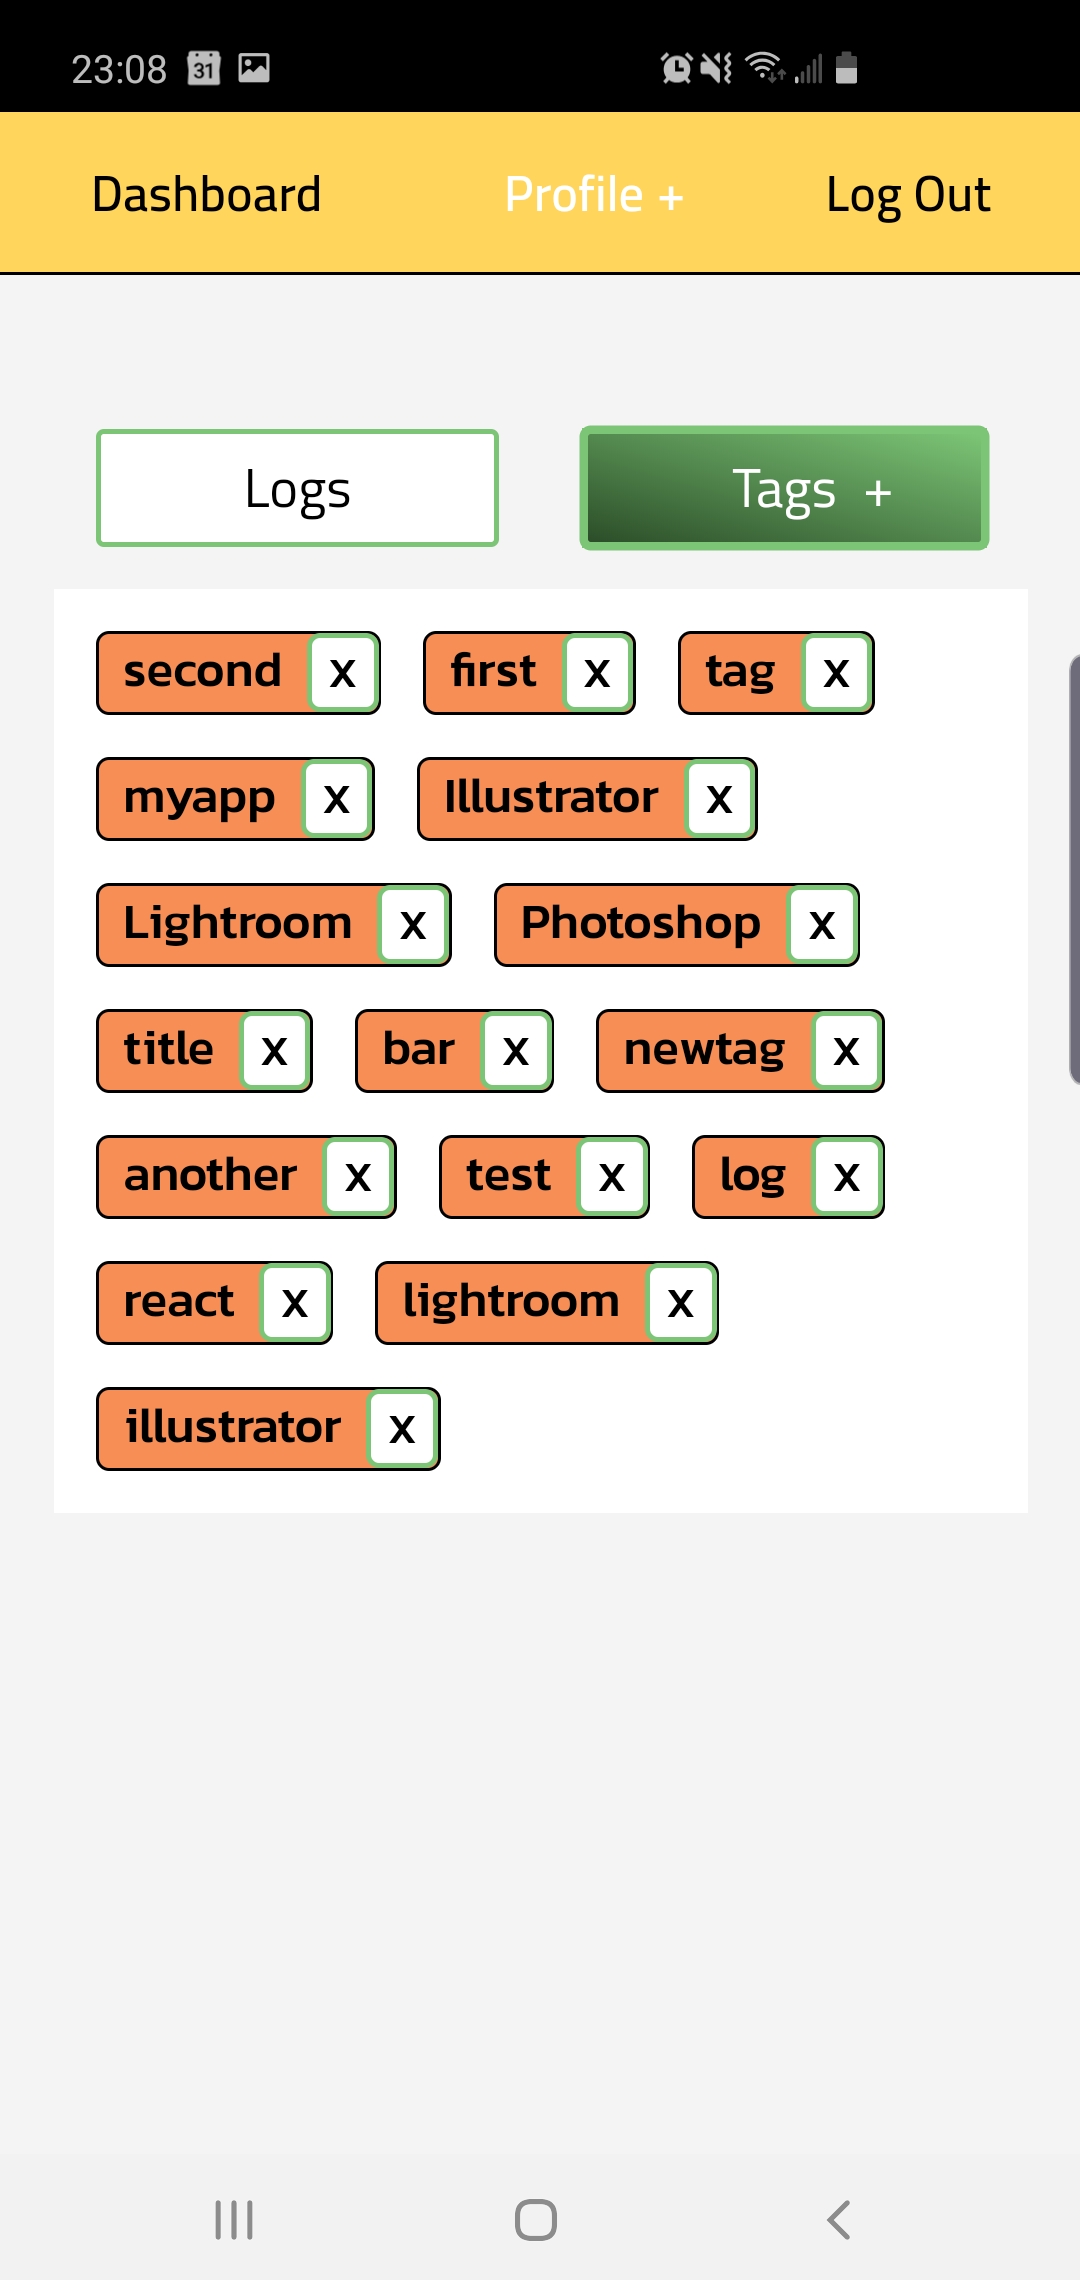 23:08 31
Dashboard Profile + Log Out
Logs Tags +
second x first x tag x
myapp x Illustrator x
Lightroom x Photoshop x
title x bar x newtag x
another x test x log x
react x lightroom x
illustrator x